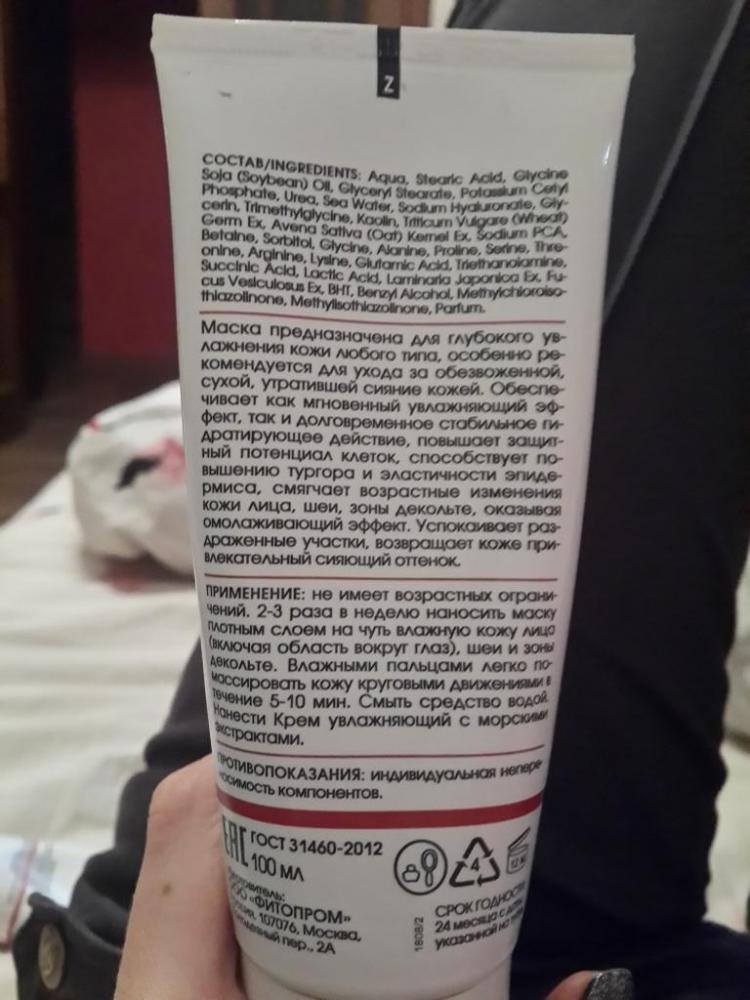 Z
СОСТАВ/INGREDIENTS: Aqua, Stearic Acid, Glycine
Soja (Soybean) Oil, Glyceryl Stearate, Potassium Cetyl
Phosphate, Urea, Sea Water, Sodium Hyaluronate, Gly-
cerin, Trimethylglycine, Kaolin, Triticum Vulgare (Wheat)
Germ Ex, Avena Sativa (Oat) Kernel Ex, Sodium PCA,
Betaine, Sorbitol, Glycine, Alanine, Proline, Serine, Thre-
onine, Arginine, Lysine, Glutamic Acid, Triethanolamine,
Succinic Acid, Lactic Acid, Laminaria Japonica Ex, Fu-
cus Vesiculosus Ex, BHT, Benzyl Alcohol, Methylchloroiso-
thiazolinone, Methylisothiazolinone, Parfum.
Маска предназначена для глубокого ув-
лажнения кожи любого типа, особенно ре-
комендуется для ухода за обезвоженной,
сухой, утратившей сияние кожей. Обеспе-
чивает как мгновенный увлажняющий эф-
фект, так и долговременное стабильное ги-
дратирующее действие, повышает защит-
ный потенциал клеток, способствует по-
вышению тургора и эластичности эпиде-
рмиса, смягчает возрастные изменения
кожи лица, шеи, зоны декольте, оказывая
омолаживающий эффект. Успокаивает раз-
драженные участки, возвращает коже при-
влекательный сияющий оттенок.
ПРИМЕНЕНИЕ: не имеет возрастных ограни-
чений. 2-3 раза в неделю наносить маску
плотным слоем на чуть влажную кожу лица
(включая область вокруг глаз), шеи и зоны
декольте. Влажными пальцами легко по-
массировать кожу круговыми движениями в
течение 5-10 мин. Смыть средство водой.
Нанести Крем увлажняющий с морскими
экстрактами.
ПРОТИВОПОКАЗАНИЯ: индивидуальная непере-
носимость компонентов.
ЕАС ГОСТ 31460-2012
100 мл
4
12 M
ООО «ФИТОПРОМ»
107076, Москва,
пер., 2А
1808/2
СРОК ГОДНОСТИ
24 месяца с
указанной на